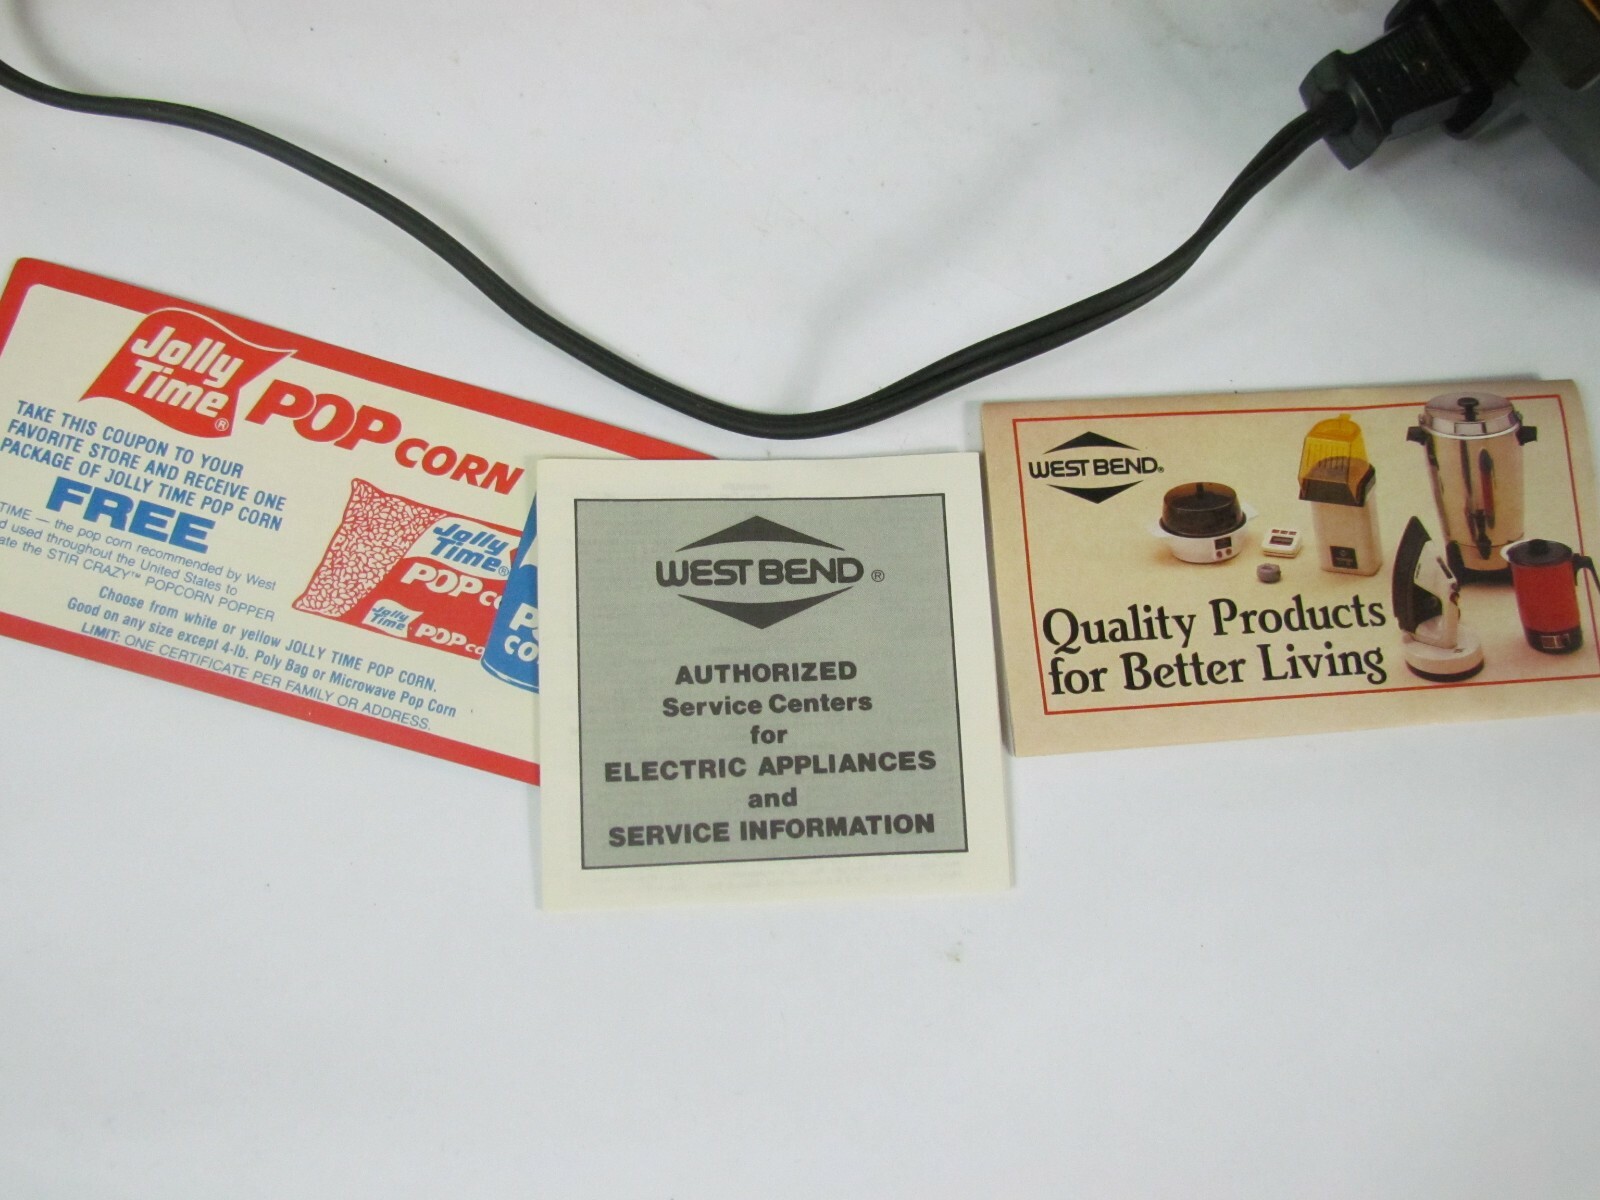 Jolly
Time®
POP CORN
TAKE THIS COUPON TO YOUR
FAVORITE STORE AND RECEIVE ONE
PACKAGE OF JOLLY TIME POP CORN
FREE
TIME — the pop corn recommended by West
used throughout the United States to
the STIR CRAZY™ POPCORN POPPER
Choose from white or yellow JOLLY TIME POP CORN.
Good on any size except 4-lb. Poly Bag or Microwave Pop Corn
LIMIT: ONE CERTIFICATE PER FAMILY OR ADDRESS.
Jolly
Time®
POP
Jolly
Time
POP
WEST BEND®
AUTHORIZED
Service Centers
for
ELECTRIC APPLIANCES
and
SERVICE INFORMATION
WEST BEND®
Quality Products
for Better Living